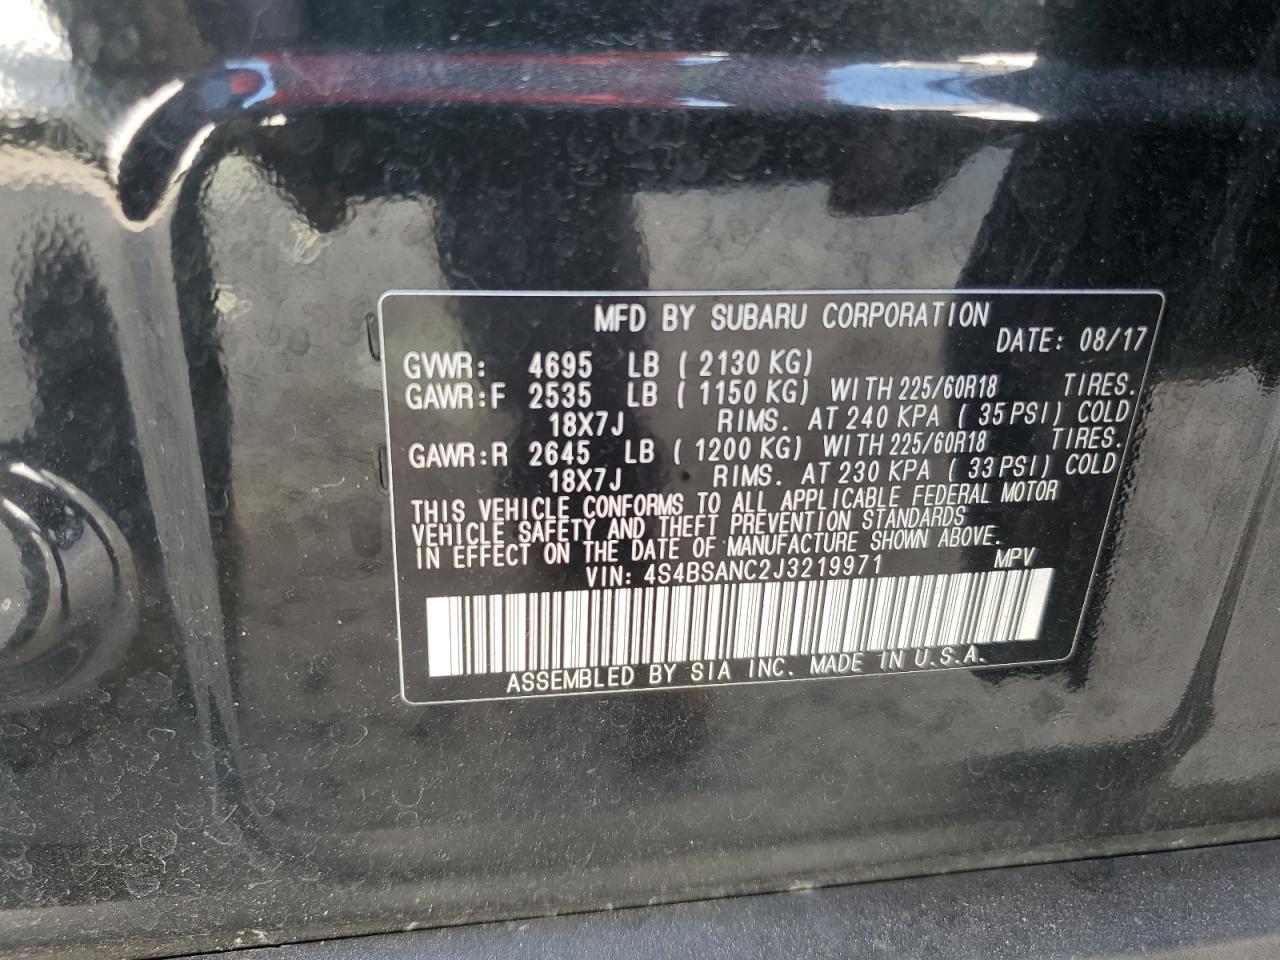 MFD BY SUBARU CORPORATION
DATE: 08/17
GVWR: 4695 LB ( 2130 KG)
GAWR:F 2535 LB ( 1150 KG) WITH 225/60R18 TIRES.
18X7J RIMS. AT 240 KPA ( 35 PSI) COLD
GAWR:R 2645 LB ( 1200 KG) WITH 225/60R18 TIRES.
18X7J RIMS. AT 230 KPA ( 33 PSI) COLD
THIS VEHICLE CONFORMS TO ALL APPLICABLE FEDERAL MOTOR
VEHICLE SAFETY AND THEFT PREVENTION STANDARDS
IN EFFECT ON THE DATE OF MANUFACTURE SHOWN ABOVE.
VIN: 4S4BSANC2J3219971 MPV
ASSEMBLED BY SIA INC. MADE IN U.S.A.